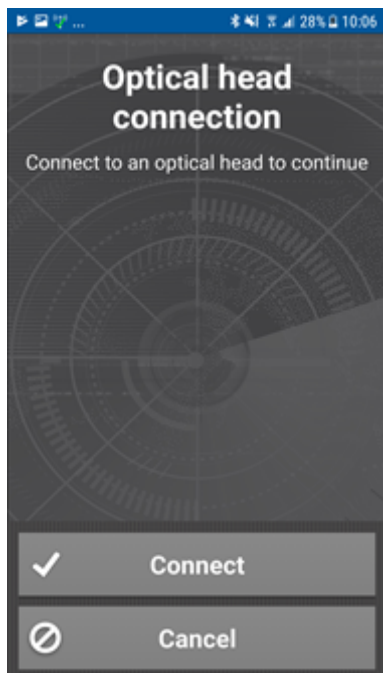 ... 28% 10:06
Optical head
connection
Connect to an optical head to continue
Connect
Cancel